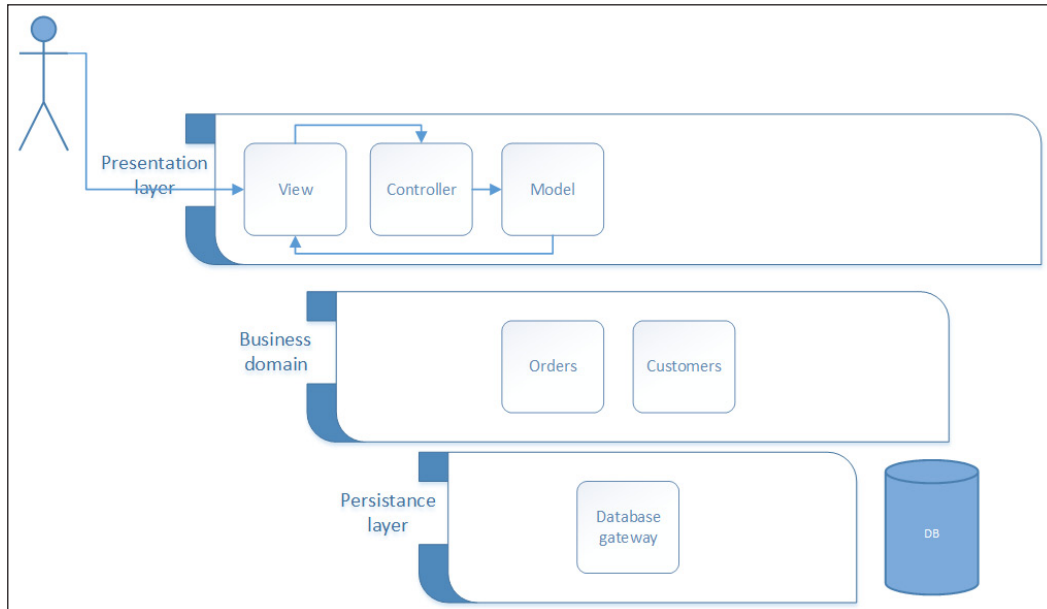 Presentation
layer
View
Controller
Model
Business
domain
Orders
Customers
Persistance
layer
Database
gateway
DB